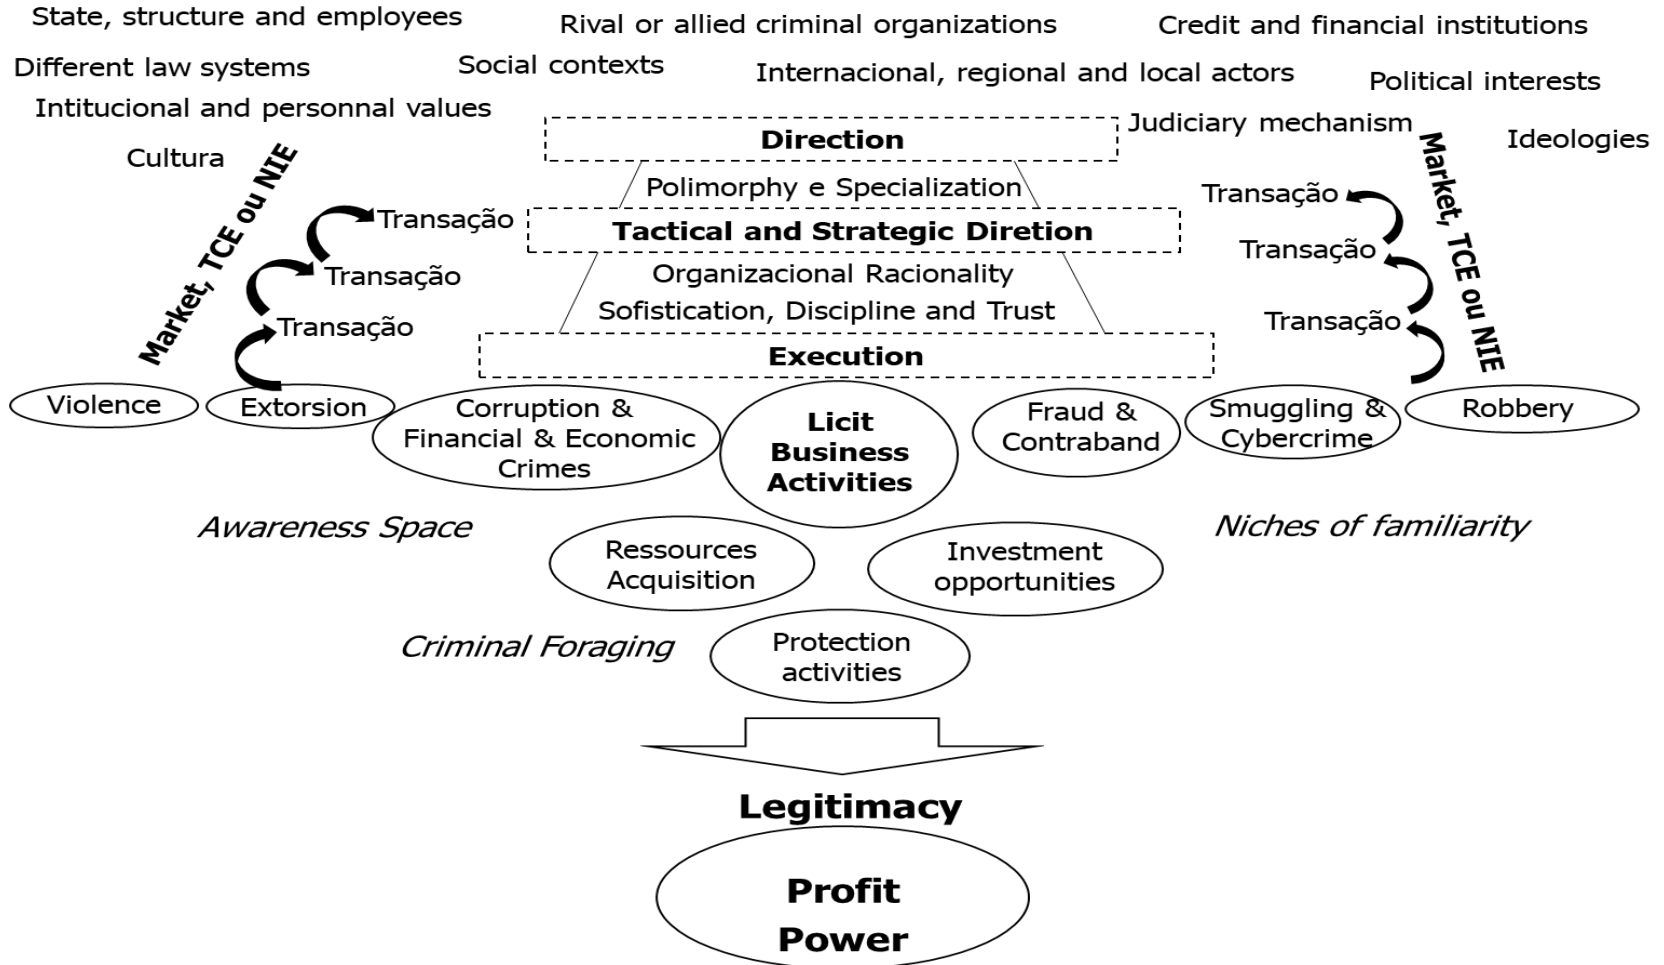 State, structure and employees
Rival or allied criminal organizations
Credit and financial institutions
Different law systems
Social contexts
Internacional, regional and local actors
Political interests
Intitucional and personnal values
Judiciary mechanism
Ideologies
Cultura
Market, TCE ou NIE
Market, TCE ou NIE
Direction
Polimorphy e Specialization
Tactical and Strategic Diretion
Organizacional Racionality
Sofistication, Discipline and Trust
Execution
Transação
Transação
Transação
Transação
Transação
Transação
Violence
Extorsion
Corruption &
Financial & Economic
Crimes
Licit
Business
Activities
Fraud &
Contraband
Smuggling &
Cybercrime
Robbery
Awareness Space
Niches of familiarity
Ressources
Acquisition
Investment
opportunities
Criminal Foraging
Protection
activities
Legitimacy
Profit
Power